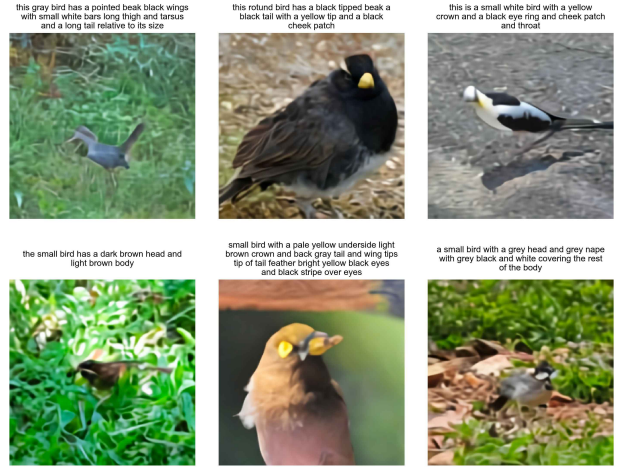 this gray bird has a pointed beak black wings
with small white bars long thigh and tarsus
and a long tail relative to its size
this rotund bird has a black tipped beak a
black tail with a yellow tip and a black
cheek patch
this is a small white bird with a yellow
crown and a black eye ring and cheek patch
and throat
the small bird has a dark brown head and
light brown body
small bird with a pale yellow underside light
brown crown and back gray tail and wing tips
tip of tail feather bright yellow black eyes
and black stripe over eyes
a small bird with a grey head and grey nape
with grey black and white covering the rest
of the body